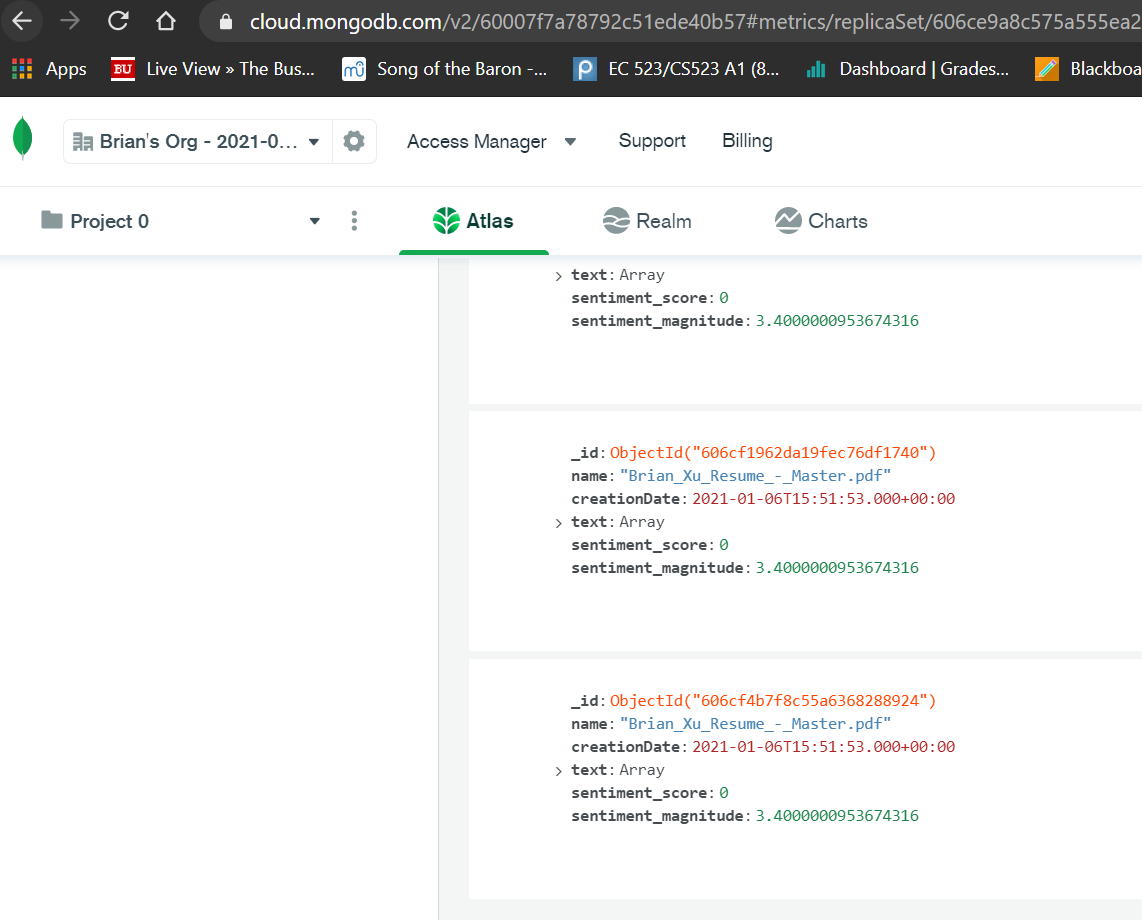 cloud.mongodb.com/v2/60007f7a78792c51ede40b57#metrics/replicaSet/606ce9a8c575a555ea2
Apps BU Live View » The Bus... mū Song of the Baron -... P EC 523/CS523 A1 (8... Dashboard | Grades... Blackboa
Brian's Org - 2021-0... Access Manager Support Billing
Project 0 Atlas Realm Charts
> text: Array
sentiment_score: 0
sentiment_magnitude: 3.4000000953674316
_id: ObjectId("606cf1962da19fec76df1740")
name: "Brian_Xu_Resume_-_Master.pdf"
creationDate: 2021-01-06T15:51:53.000+00:00
> text: Array
sentiment_score: 0
sentiment_magnitude: 3.4000000953674316
_id: ObjectId("606cf4b7f8c55a6368288924")
name: "Brian_Xu_Resume_-_Master.pdf"
creationDate: 2021-01-06T15:51:53.000+00:00
> text: Array
sentiment_score: 0
sentiment_magnitude: 3.4000000953674316